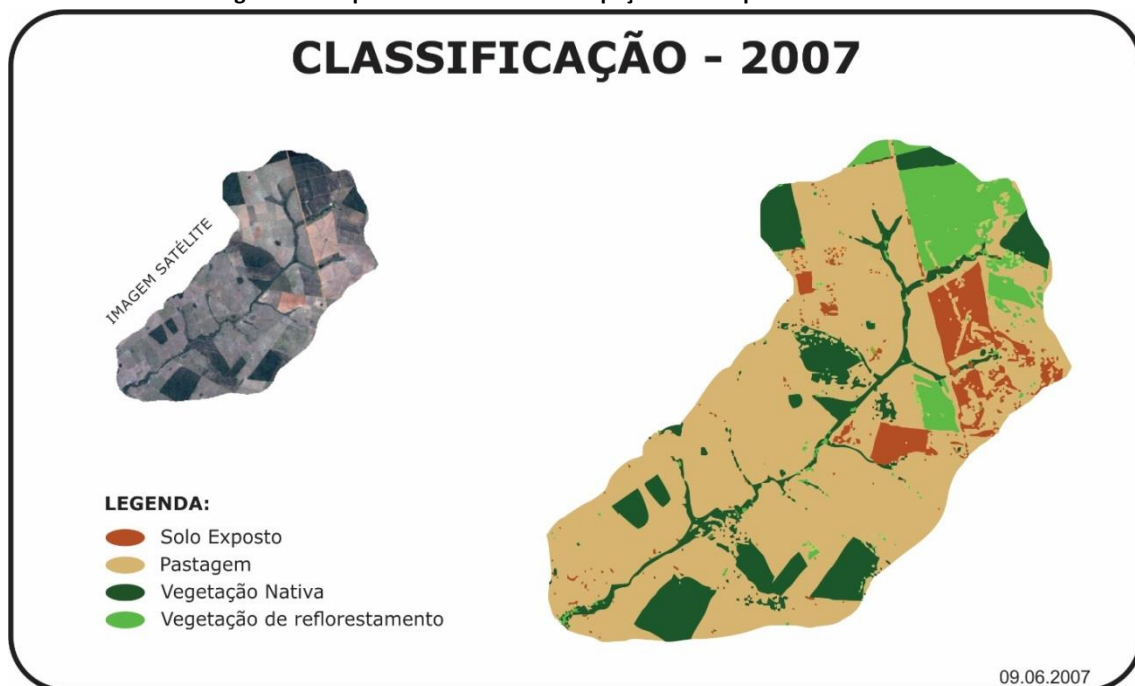 CLASSIFICAÇÃO - 2007
IMAGEM SATÉLITE
LEGENDA:
Solo Exposto
Pastagem
Vegetação Nativa
Vegetação de reflorestamento
09.06.2007